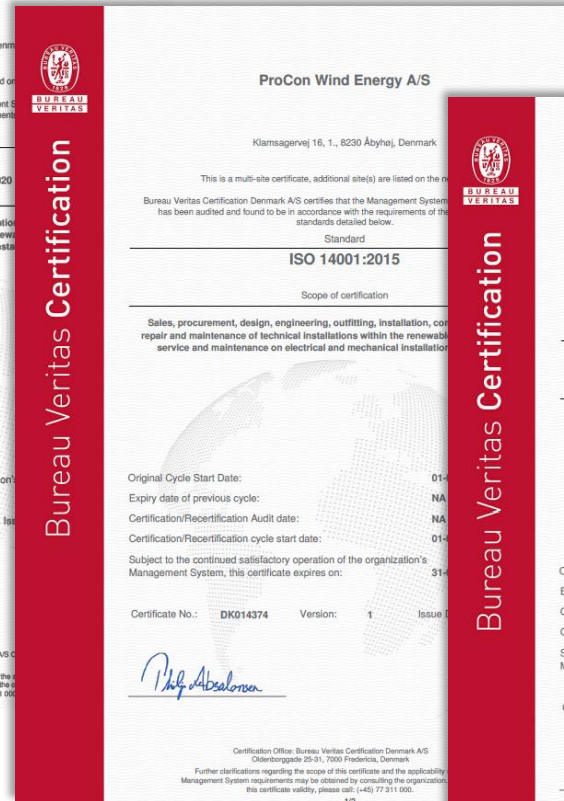 BUREAU
VERITAS
Bureau Veritas Certification
ProCon Wind Energy A/S
Klamsagervej 16, 1., 8230 Åbyhøj, Denmark
This is a multi-site certificate, additional site(s) are listed on the
Bureau Veritas Certification Denmark A/S certifies that the Management System
has been audited and found to be in accordance with the requirements of the
standards detailed below.
Standard
ISO 14001:2015
Scope of certification
Sales, procurement, design, engineering, outfitting, installation,
repair and maintenance of technical installations within the
service and maintenance on electrical and mechanical
Original Cycle Start Date: 01-
Expiry date of previous cycle: NA
Certification/Recertification Audit date: NA
Certification/Recertification cycle start date: 01-
Subject to the continued satisfactory operation of the organization's
Management System, this certificate expires on: 31-
Certificate No.: DK014374 Version: 1 Issue
Certification Office: Bureau Veritas Certification Denmark A/S
Oldenborggade 25-31, 7000 Fredericia, Denmark
Further clarifications regarding the scope of this certificate and the applicability
Management System requirements may be obtained by consulting the organization.
this certificate validity, please call: (+45) 77 311 000.
BUREAU
VERITAS
Bureau Veritas Certification